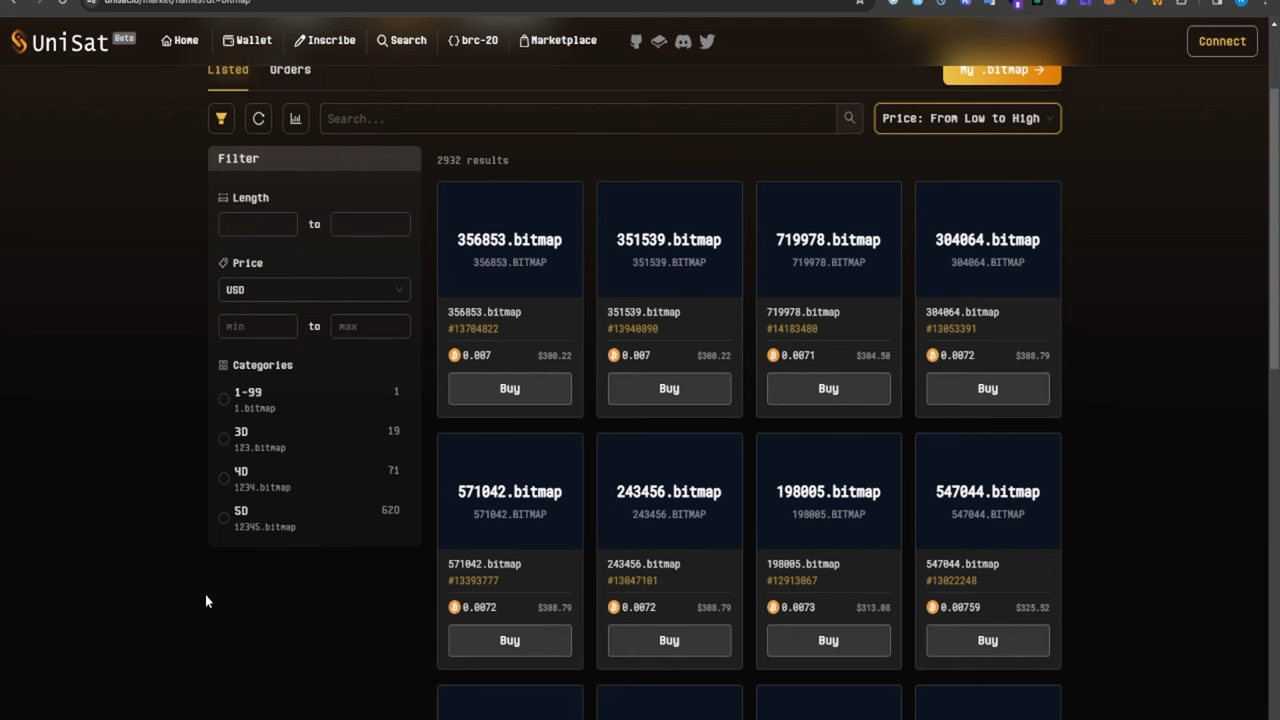 unisat.io/market/names?dt=bitmap
UniSat Beta
Home
Wallet
Inscribe
Search
brc-20
Marketplace
Connect
Listed
Orders
My .bitmap →
Search...
Price: From Low to High
Filter
Length
to
Price
USD
min to max
Categories
1-99 1
1.bitmap
3D 19
123.bitmap
4D 71
1234.bitmap
5D 620
12345.bitmap
2932 results
356853.bitmap
356853.BITMAP
356853.bitmap
#13704822
0.007 $300.22
Buy
351539.bitmap
351539.BITMAP
351539.bitmap
#13940890
0.007 $300.22
Buy
719978.bitmap
719978.BITMAP
719978.bitmap
#14183480
0.0071 $304.50
Buy
304064.bitmap
304064.BITMAP
304064.bitmap
#13053391
0.0072 $308.79
Buy
571042.bitmap
571042.BITMAP
571042.bitmap
#13393777
0.0072 $308.79
Buy
243456.bitmap
243456.BITMAP
243456.bitmap
#13047101
0.0072 $308.79
Buy
198005.bitmap
198005.BITMAP
198005.bitmap
#12913067
0.0073 $313.08
Buy
547044.bitmap
547044.BITMAP
547044.bitmap
#13022248
0.00759 $325.52
Buy